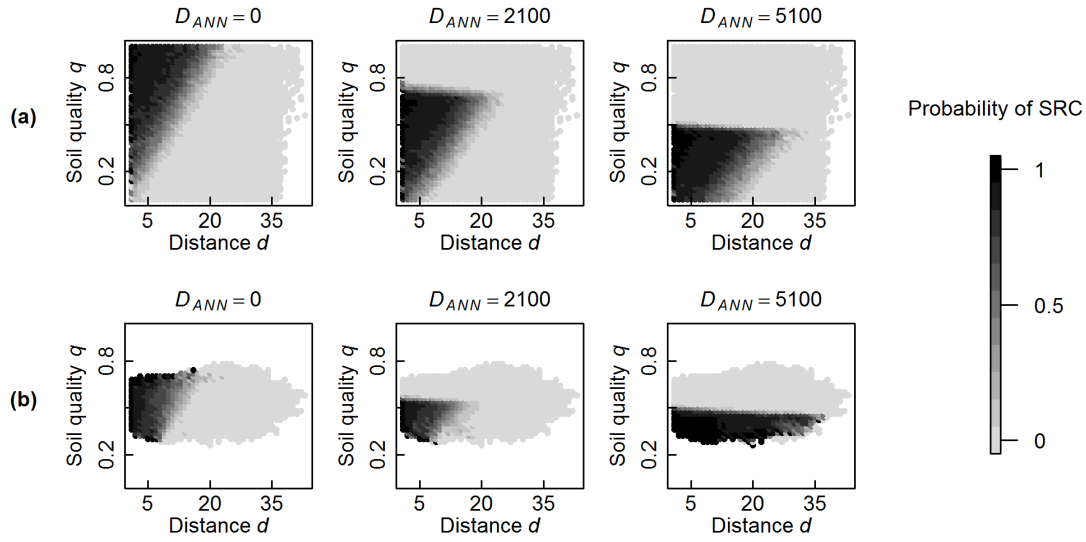 D_ANN = 0
D_ANN = 2100
D_ANN = 5100
(a)
Soil quality q
0.8
0.2
5 20 35
Distance d
Soil quality q
0.8
0.2
5 20 35
Distance d
Soil quality q
0.8
0.2
5 20 35
Distance d
Probability of SRC
1
0.5
0
D_ANN = 0
D_ANN = 2100
D_ANN = 5100
(b)
Soil quality q
0.8
0.2
5 20 35
Distance d
Soil quality q
0.8
0.2
5 20 35
Distance d
Soil quality q
0.8
0.2
5 20 35
Distance d